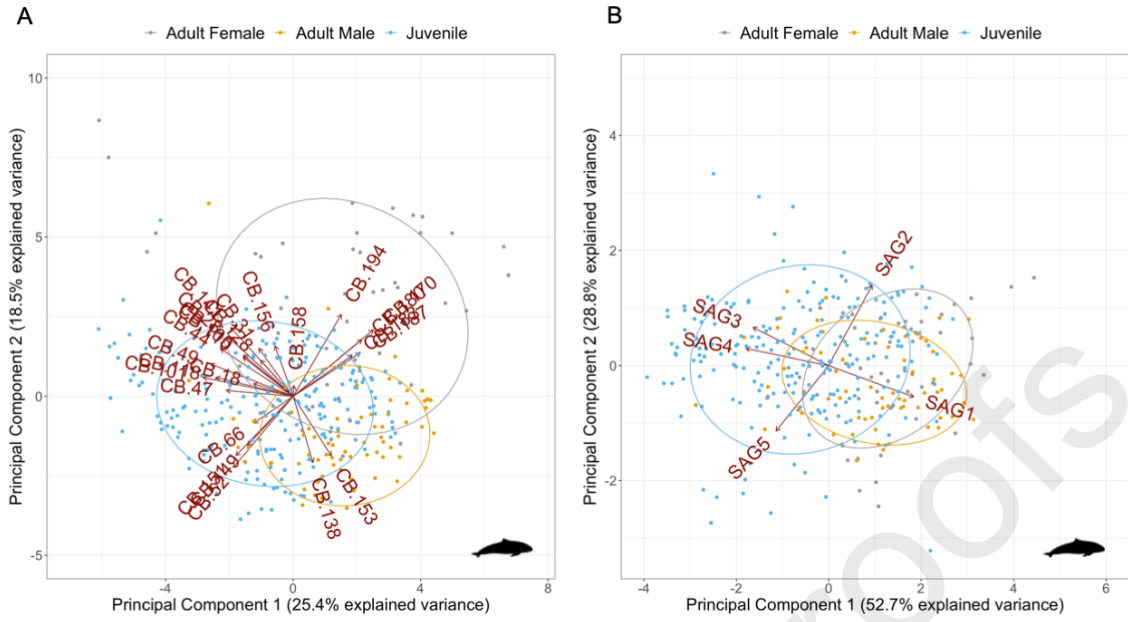 A
Adult Female Adult Male Juvenile
10
5
0
-5
-4 0 4 8
Principal Component 1 (25.4% explained variance)
Principal Component 2 (18.5% explained variance)
CB.194
CB.158
CB.156
CB.18
CB.47
CB.66
CB.149
CB.138
CB.153
B
Adult Female Adult Male Juvenile
4
2
0
-2
-4 -2 0 2 4 6
Principal Component 1 (52.7% explained variance)
Principal Component 2 (28.8% explained variance)
SAG2
SAG3
SAG4
SAG1
SAG5
roofs